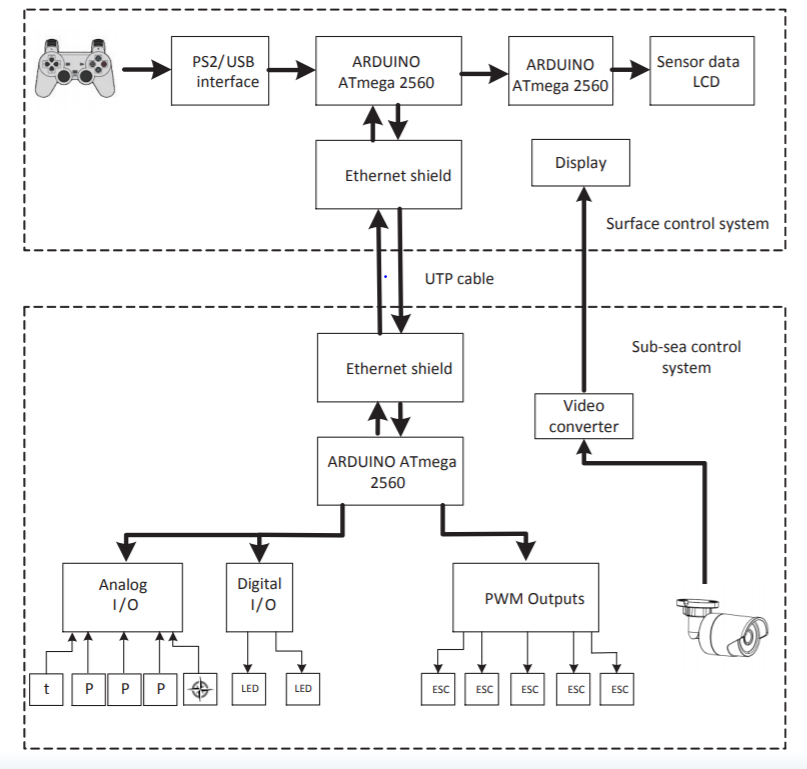 PS2/USB
interface
ARDUINO
ATmega 2560
ARDUINO
ATmega 2560
Sensor data
LCD
Ethernet shield
Display
Surface control system
UTP cable
Ethernet shield
Sub-sea control
system
Video
converter
ARDUINO ATmega
2560
Analog
I/O
Digital
I/O
PWM Outputs
t
P
P
P
LED
LED
ESC
ESC
ESC
ESC
ESC